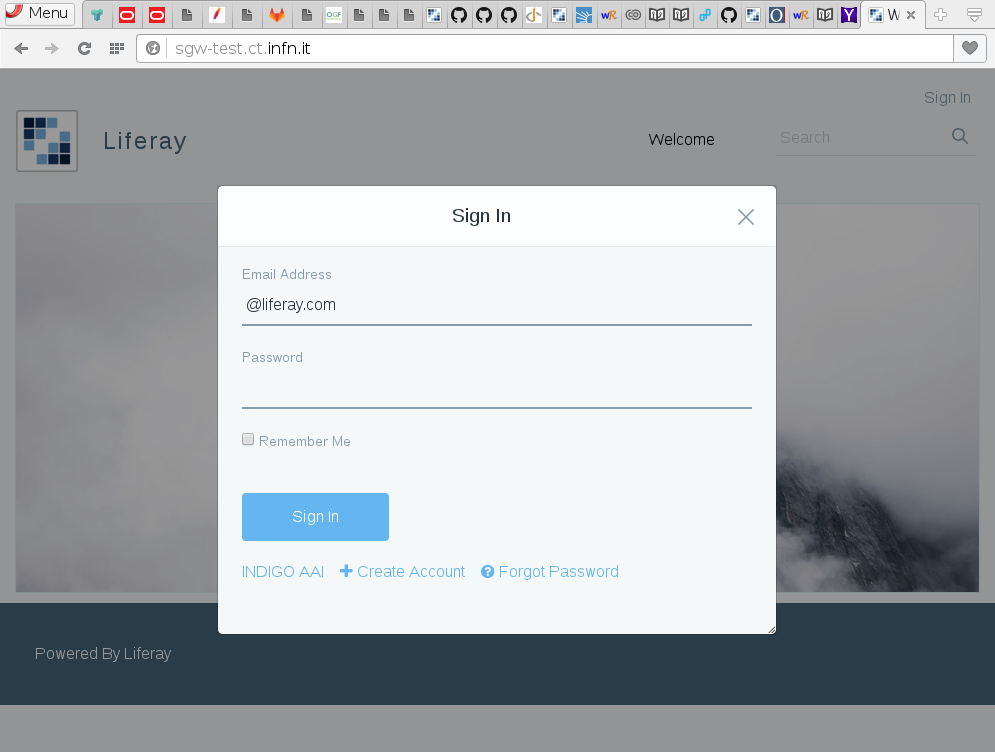 Menu
W
sgw-test.ct.infn.it
Sign In
Liferay
Welcome
Search
Sign In
Email Address
@liferay.com
Password
Remember Me
Sign In
INDIGO AAI Create Account Forgot Password
Powered By Liferay